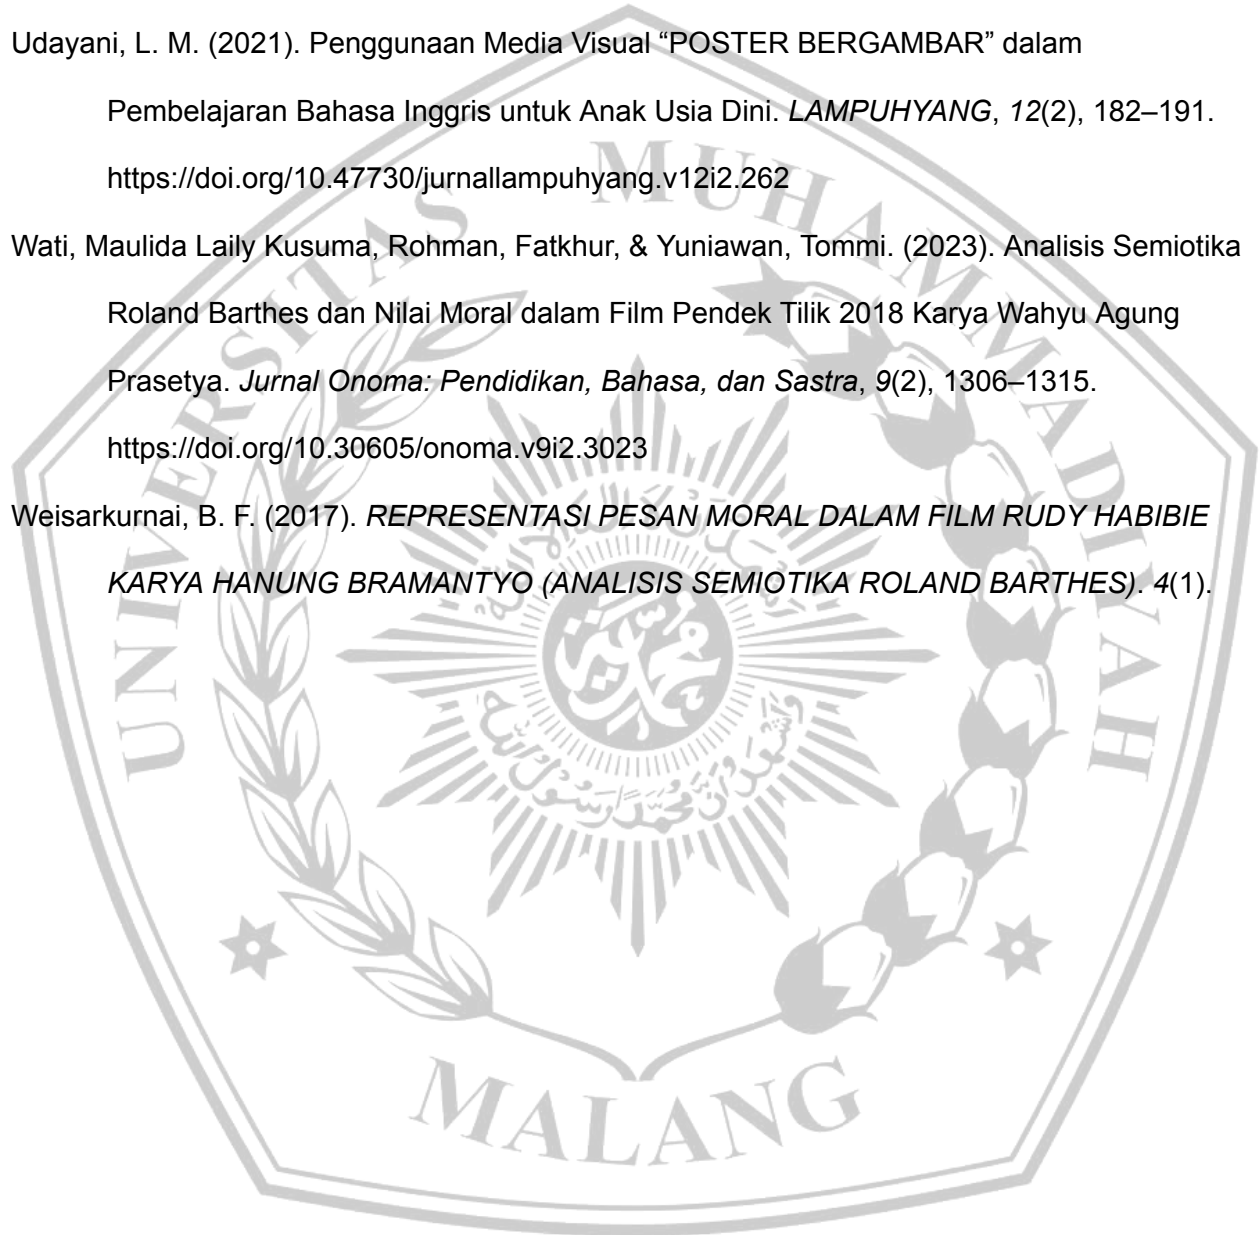 Udayani, L. M. (2021). Penggunaan Media Visual “POSTER BERGAMBAR” dalam
Pembelajaran Bahasa Inggris untuk Anak Usia Dini. LAMPUHYANG, 12(2), 182–191.
https://doi.org/10.47730/jurnallampuhyang.v12i2.262
Wati, Maulida Laily Kusuma, Rohman, Fatkhur, & Yuniawan, Tommi. (2023). Analisis Semiotika
Roland Barthes dan Nilai Moral dalam Film Pendek Tilik 2018 Karya Wahyu Agung
Prasetya. Jurnal Onoma: Pendidikan, Bahasa, dan Sastra, 9(2), 1306–1315.
https://doi.org/10.30605/onoma.v9i2.3023
Weisarkurnai, B. F. (2017). REPRESENTASI PESAN MORAL DALAM FILM RUDY HABIBIE
KARYA HANUNG BRAMANTYO (ANALISIS SEMIOTIKA ROLAND BARTHES). 4(1).
UNIVERSITAS MUHAMMADIYAH
MALANG